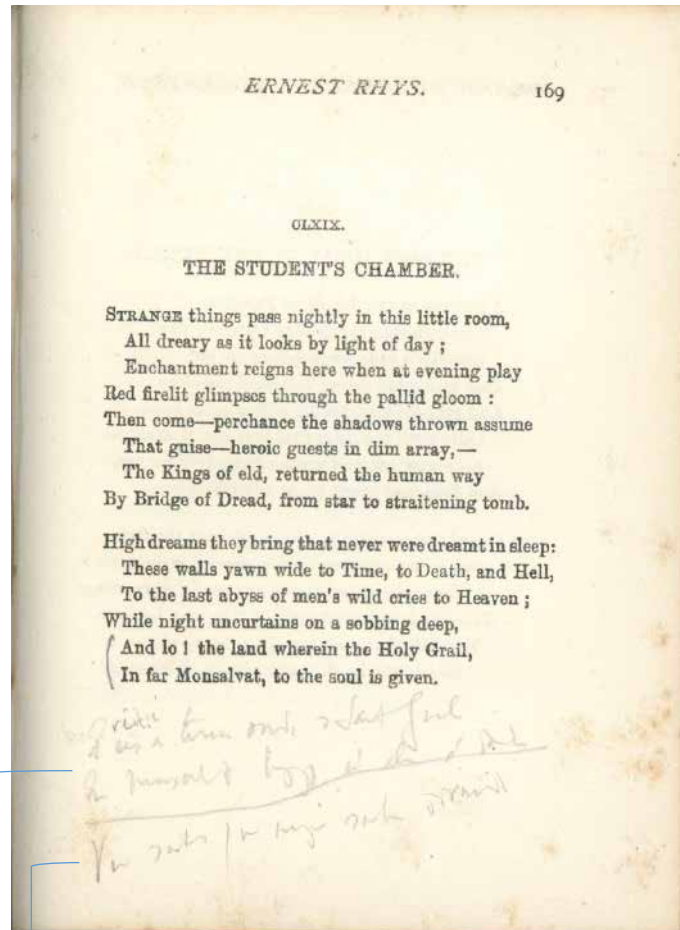 ERNEST RHYS. 169
CLXIX.
THE STUDENT'S CHAMBER.
STRANGE things pass nightly in this little room,
All dreary as it looks by light of day ;
Enchantment reigns here when at evening play
Red firelit glimpses through the pallid gloom :
Then come—perchance the shadows thrown assume
That guise—heroic guests in dim array,—
The Kings of eld, returned the human way
By Bridge of Dread, from star to straitening tomb.
High dreams they bring that never were dreamt in sleep:
These walls yawn wide to Time, to Death, and Hell,
To the last abyss of men's wild cries to Heaven ;
While night uncurtains on a sobbing deep,
And lo ! the land wherein the Holy Grail,
In far Monsalvat, to the soul is given.